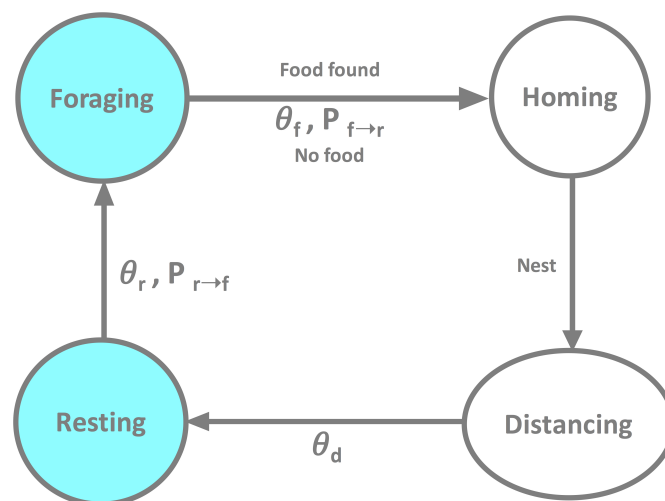 Food found
Foraging
Homing
θf , P f→r
No food
Nest
θr , P r→f
Resting
Distancing
θd